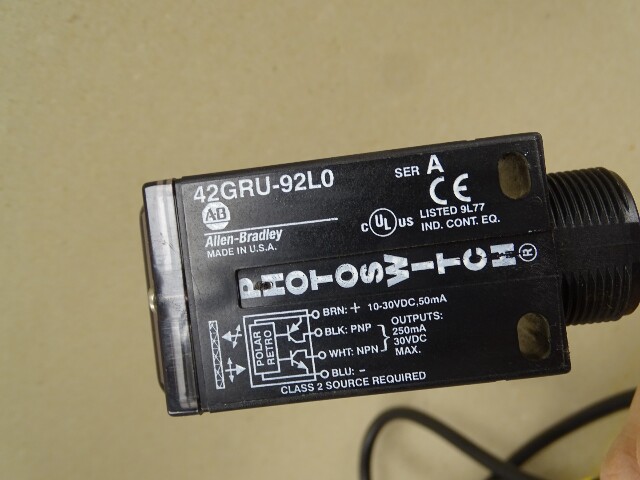 42GRU-92L0
SER A
CE
A·B
Allen-Bradley
MADE IN U.S.A.
c UL US
LISTED 9L77
IND. CONT. EQ.
PHOTOSWITCH®
BRN: + 10-30VDC,50mA
BLK: PNP
WHT: NPN
BLU: -
OUTPUTS:
250mA
30VDC
MAX.
POLAR
RETRO
CLASS 2 SOURCE REQUIRED